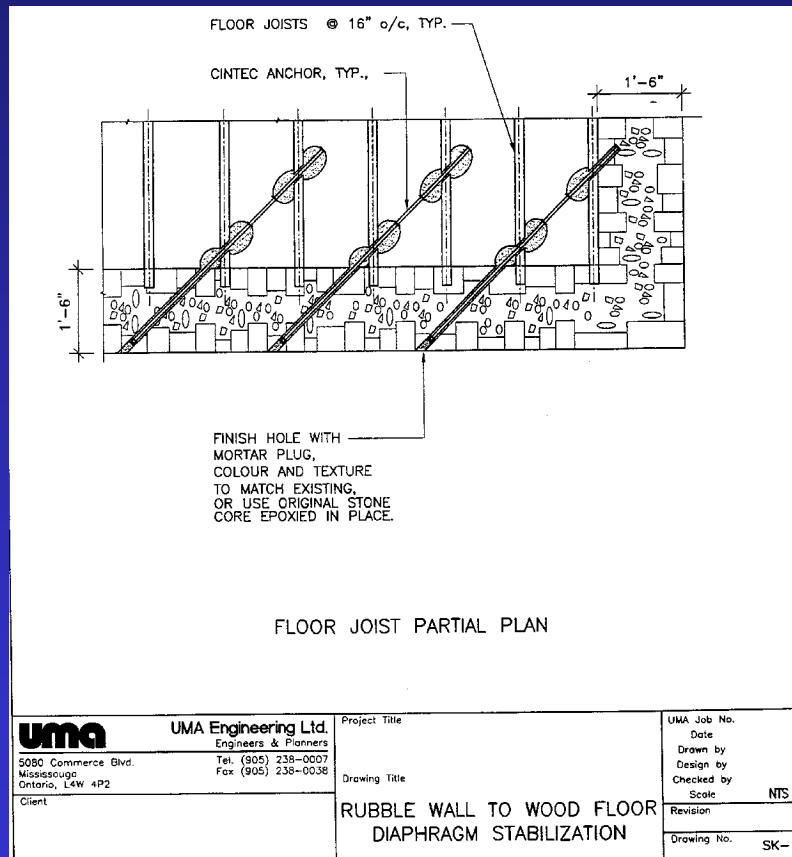 FLOOR JOISTS @ 16" o/c, TYP.
CINTEC ANCHOR, TYP.,
1'-6"
1'-6"
FINISH HOLE WITH
MORTAR PLUG,
COLOUR AND TEXTURE
TO MATCH EXISTING,
OR USE ORIGINAL STONE
CORE EPOXIED IN PLACE.
FLOOR JOIST PARTIAL PLAN
uma
UMA Engineering Ltd.
Engineers & Planners
5080 Commerce Blvd.
Mississauga
Ontario, L4W 4P2
Tel. (905) 238-0007
Fax (905) 238-0038
Client
Project Title
Drawing Title
RUBBLE WALL TO WOOD FLOOR
DIAPHRAGM STABILIZATION
UMA Job No.
Date
Drawn by
Design by
Checked by
Scale NTS
Revision
Drawing No. SK-